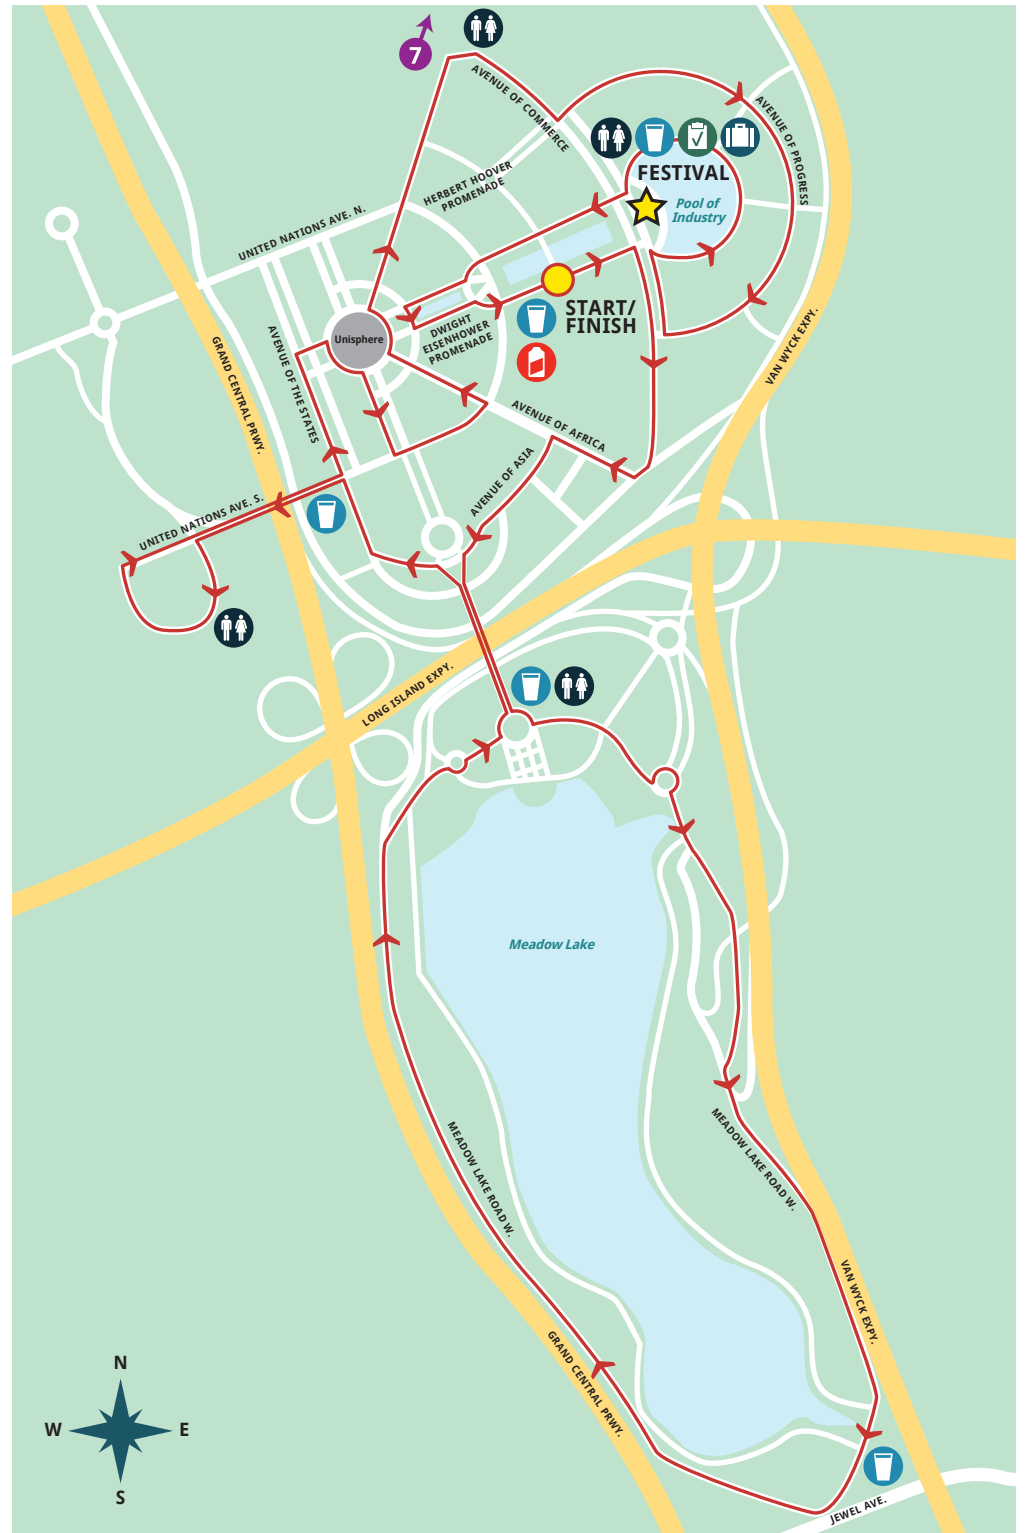 7
AVENUE OF COMMERCE
AVENUE OF PROGRESS
HERBERT HOOVER
PROMENADE
FESTIVAL
Pool of
Industry
UNITED NATIONS AVE. N.
START/
FINISH
DWIGHT
EISENHOWER
PROMENADE
Unisphere
GRAND CENTRAL PRWY.
AVENUE OF THE STATES
VAN WYCK EXPY.
AVENUE OF AFRICA
AVENUE OF ASIA
UNITED NATIONS AVE. S.
LONG ISLAND EXPY.
Meadow Lake
MEADOW LAKE ROAD W.
MEADOW LAKE ROAD W.
VAN WYCK EXPY.
GRAND CENTRAL PRWY.
N
W
E
S
JEWEL AVE.